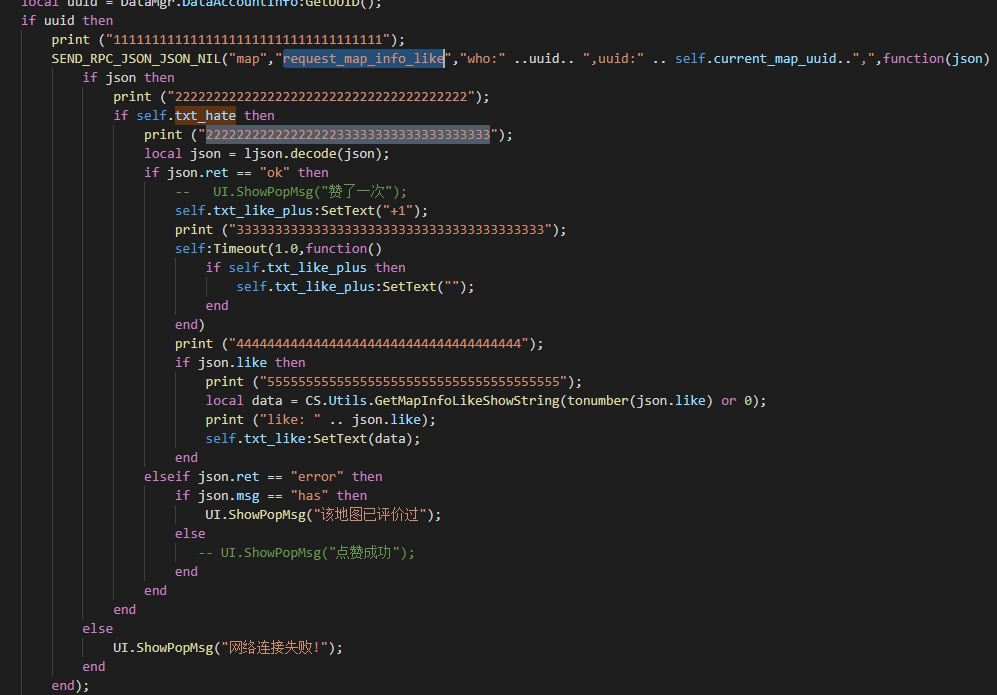 local uuid = DataMgr.DataAccountInfo:GetUUID();
if uuid then
print ("11111111111111111111111111111111111");
SEND_RPC_JSON_JSON_NIL("map","request_map_info_like","who:" ..uuid.. ",uuid:" .. self.current_map_uuid..",",function(json)
if json then
print ("22222222222222222222222222222222222222");
if self.txt_hate then
print ("2222222222222222233333333333333333333");
local json = ljson.decode(json);
if json.ret == "ok" then
-- UI.ShowPopMsg("赞了一次");
self.txt_like_plus:SetText("+1");
print ("3333333333333333333333333333333333333333");
self:Timeout(1.0,function()
if self.txt_like_plus then
self.txt_like_plus:SetText("");
end
end)
print ("4444444444444444444444444444444444444");
if json.like then
print ("55555555555555555555555555555555555555");
local data = CS.Utils.GetMapInfoLikeShowString(tonumber(json.like) or 0);
print ("like: " .. json.like);
self.txt_like:SetText(data);
end
elseif json.ret == "error" then
if json.msg == "has" then
UI.ShowPopMsg("该地图已评价过");
else
-- UI.ShowPopMsg("点赞成功");
end
end
end
else
UI.ShowPopMsg("网络连接失败!");
end
end);